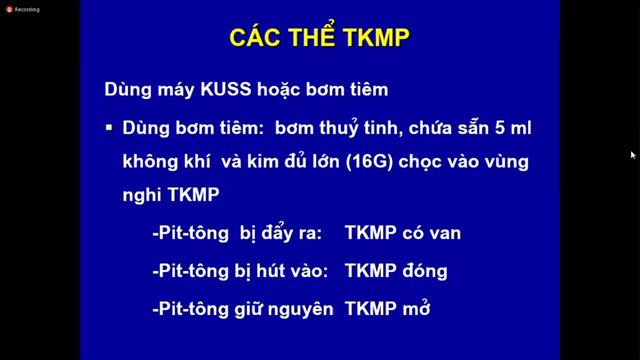 Recording
CÁC THỂ TKMP
Dùng máy KUSS hoặc bơm tiêm
Dùng bơm tiêm: bơm thuỷ tinh, chứa sẵn 5 ml
không khí và kim đủ lớn (16G) chọc vào vùng
nghi TKMP
-Pit-tông bị đẩy ra: TKMP có van
-Pit-tông bị hút vào: TKMP đóng
-Pit-tông giữ nguyên TKMP mở